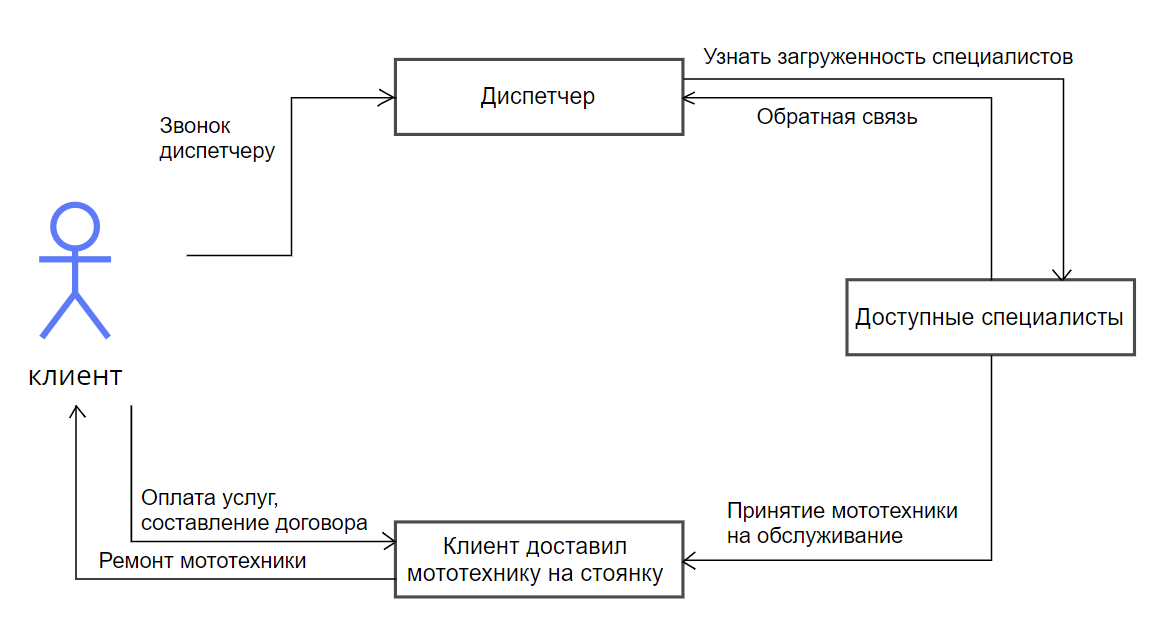 Узнать загруженность специалистов
Диспетчер
Обратная связь
Звонок
диспетчеру
Доступные специалисты
клиент
Оплата услуг,
составление договора
Принятие мототехники
на обслуживание
Клиент доставил
мототехнику на стоянку
Ремонт мототехники